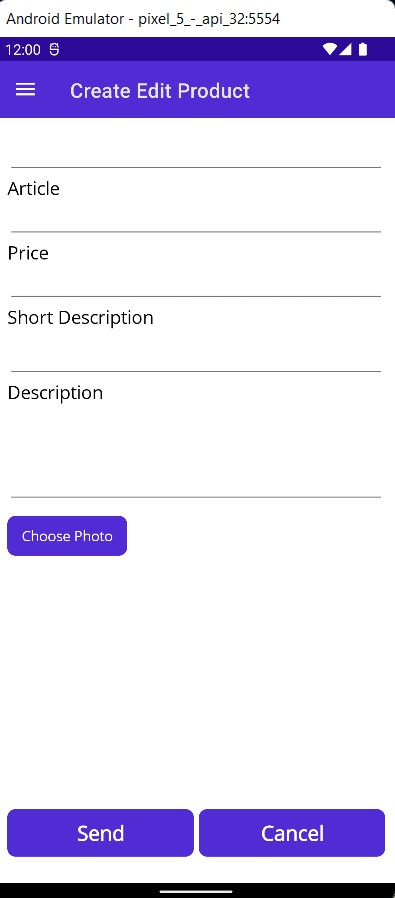 Android Emulator - pixel_5_-_api_32:5554
12:00
Create Edit Product
Article
Price
Short Description
Description
Choose Photo
Send Cancel